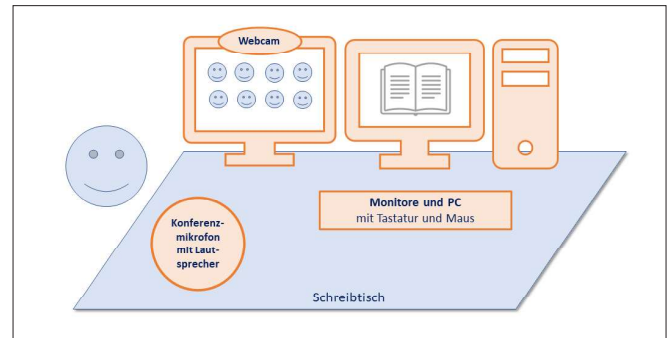 Webcam
Monitore und PC
mit Tastatur und Maus
Konferenz-
mikrofon
mit Laut-
sprecher
Schreibtisch